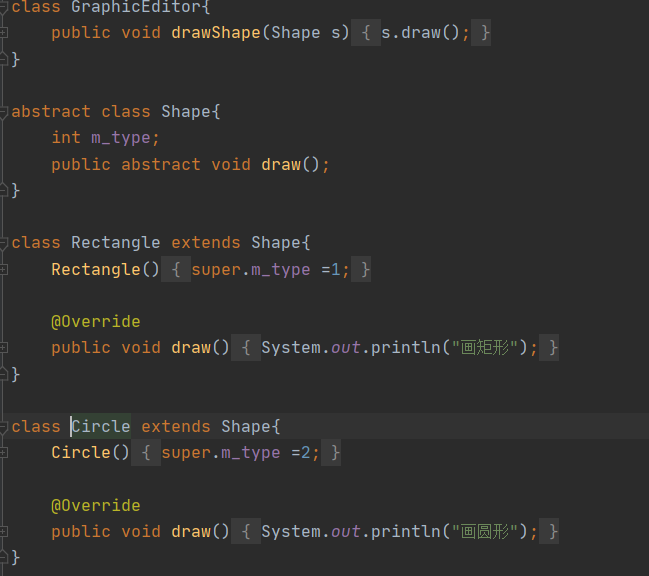 class GraphicEditor{
public void drawShape(Shape s) { s.draw(); }
}
abstract class Shape{
int m_type;
public abstract void draw();
}
class Rectangle extends Shape{
Rectangle() { super.m_type =1; }
@Override
public void draw() { System.out.println("画矩形"); }
}
class Circle extends Shape{
Circle() { super.m_type =2; }
@Override
public void draw() { System.out.println("画圆形"); }
}